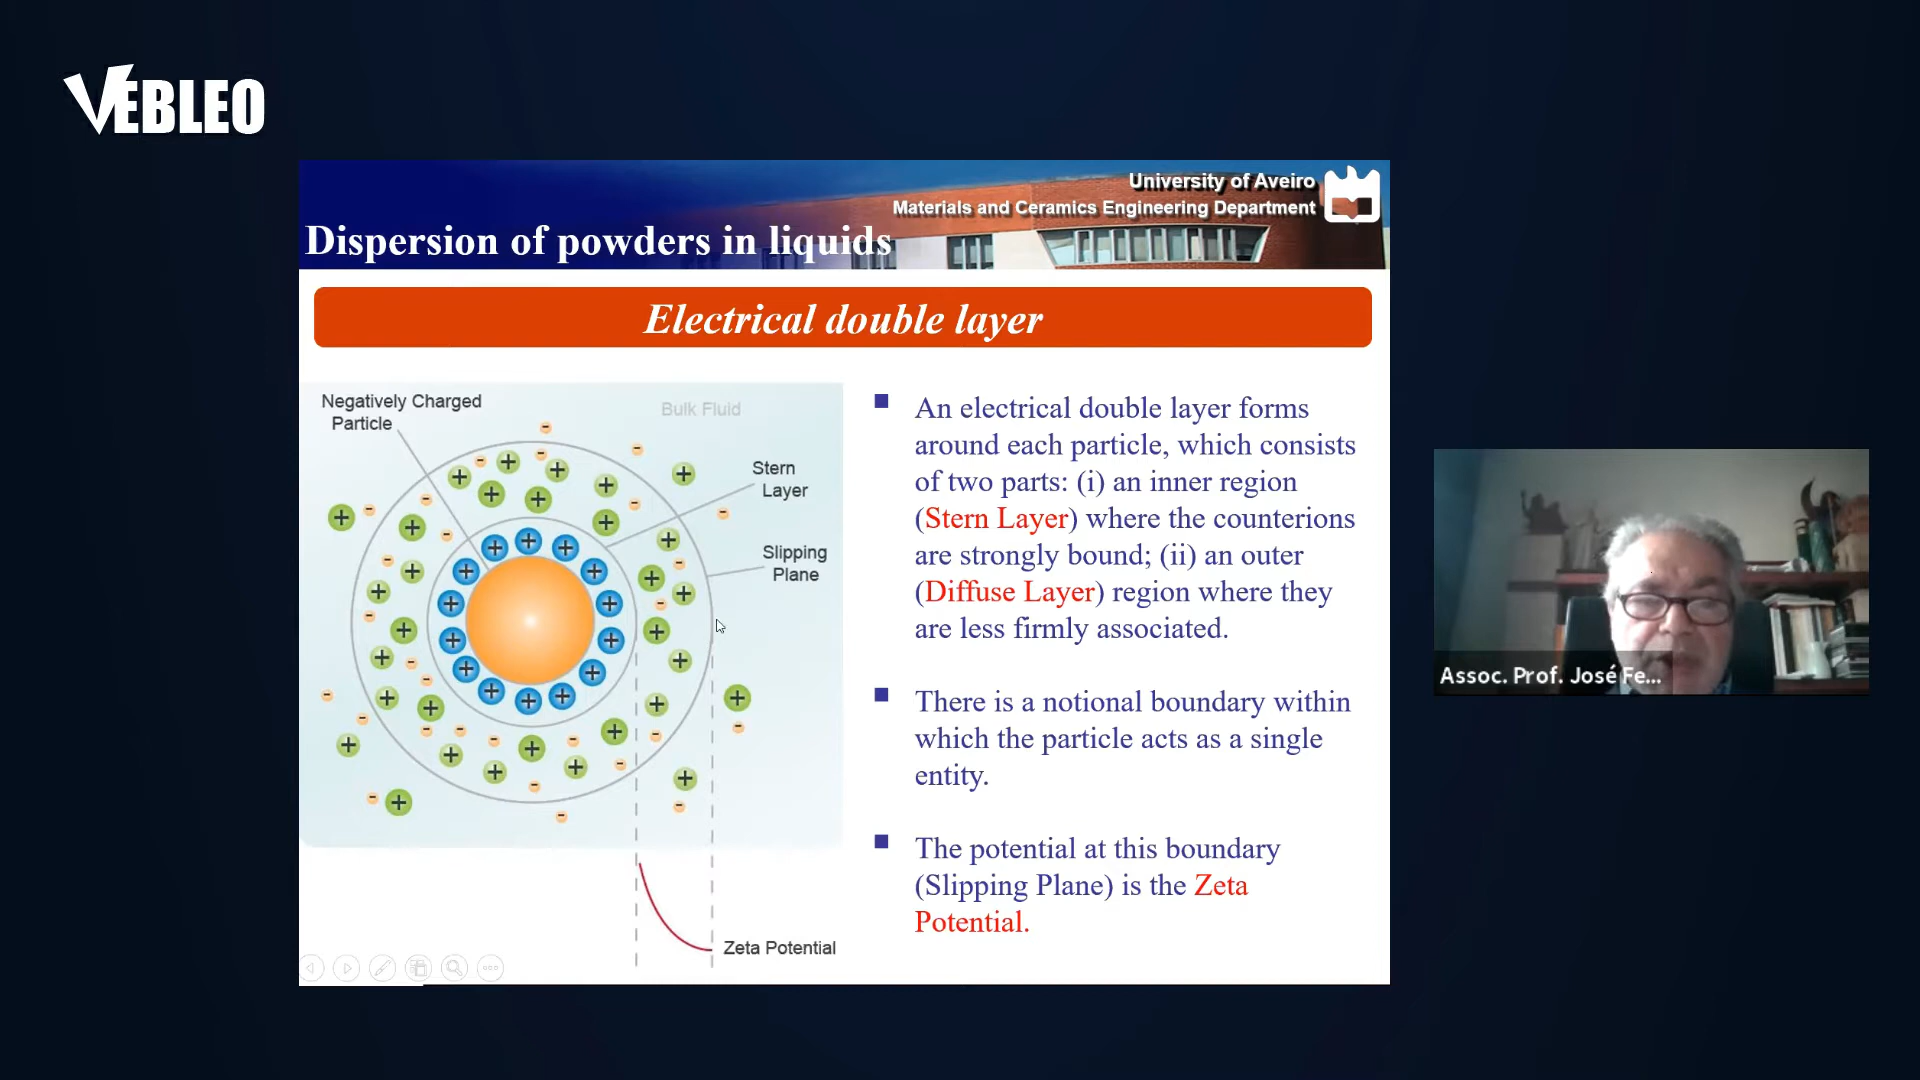 VEBLEO
University of Aveiro
Materials and Ceramics Engineering Department
Dispersion of powders in liquids
Electrical double layer
Negatively Charged
Particle
Bulk Fluid
Stern
Layer
Slipping
Plane
Zeta Potential
An electrical double layer forms
around each particle, which consists
of two parts: (i) an inner region
(Stern Layer) where the counterions
are strongly bound; (ii) an outer
(Diffuse Layer) region where they
are less firmly associated.
There is a notional boundary within
which the particle acts as a single
entity.
The potential at this boundary
(Slipping Plane) is the Zeta
Potential.
Assoc. Prof. José Fe...